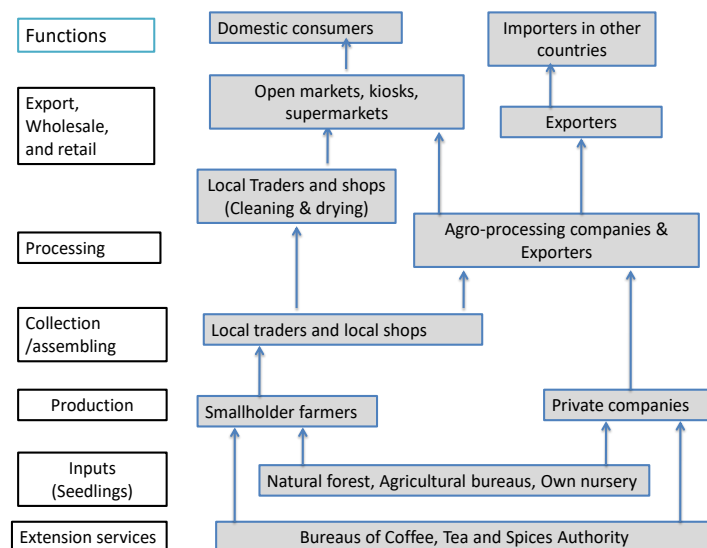 Functions
Domestic consumers
Importers in other
countries
Export,
Wholesale,
and retail
Open markets, kiosks,
supermarkets
Exporters
Local Traders and shops
(Cleaning & drying)
Processing
Agro-processing companies &
Exporters
Collection
/assembling
Local traders and local shops
Production
Smallholder farmers
Private companies
Inputs
(Seedlings)
Natural forest, Agricultural bureaus, Own nursery
Extension services
Bureaus of Coffee, Tea and Spices Authority